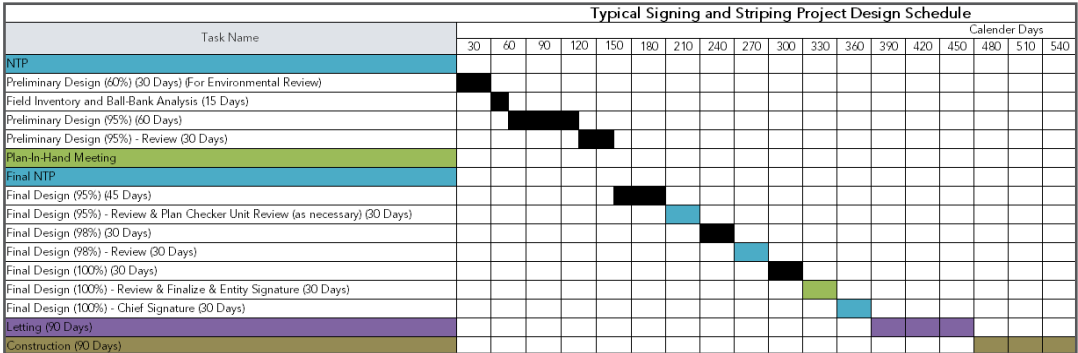 Typical Signing and Striping Project Design Schedule
Task Name
Calender Days
30 60 90 120 150 180 210 240 270 300 330 360 390 420 450 480 510 540
NTP
Preliminary Design (60%) (30 Days) (For Environmental Review)
Field Inventory and Ball-Bank Analysis (15 Days)
Preliminary Design (95%) (60 Days)
Preliminary Design (95%) - Review (30 Days)
Plan-In-Hand Meeting
Final NTP
Final Design (95%) (45 Days)
Final Design (95%) - Review & Plan Checker Unit Review (as necessary) (30 Days)
Final Design (98%) (30 Days)
Final Design (98%) - Review (30 Days)
Final Design (100%) (30 Days)
Final Design (100%) - Review & Finalize & Entity Signature (30 Days)
Final Design (100%) - Chief Signature (30 Days)
Letting (90 Days)
Construction (90 Days)